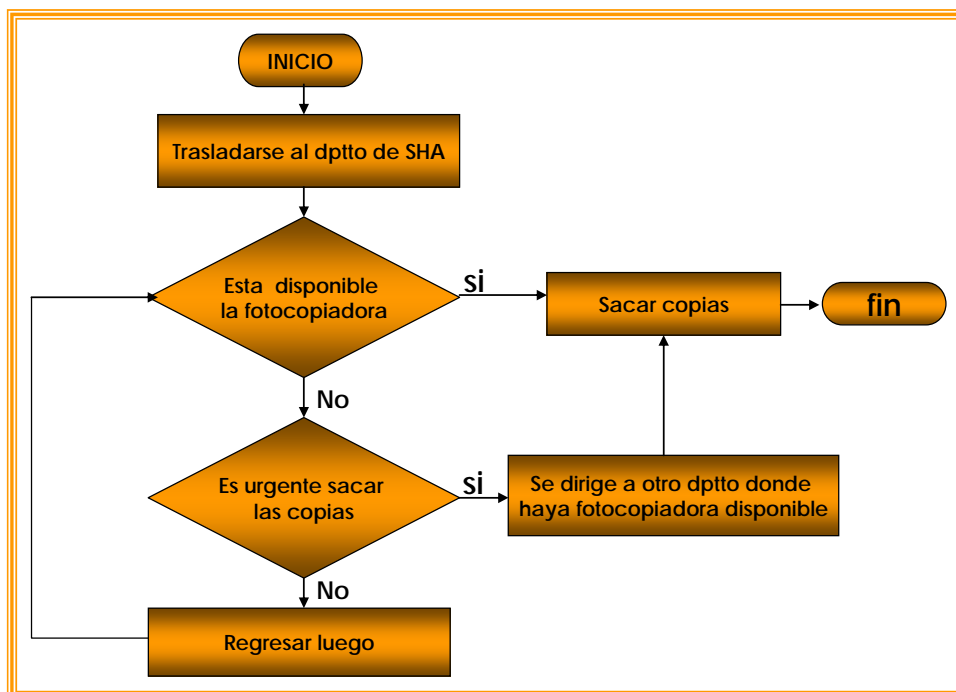 INICIO
Trasladarse al dptto de SHA
Esta disponible
la fotocopiadora
si
Sacar copias
fin
No
Es urgente sacar
las copias
si
Se dirige a otro dptto donde
haya fotocopiadora disponible
No
Regresar luego